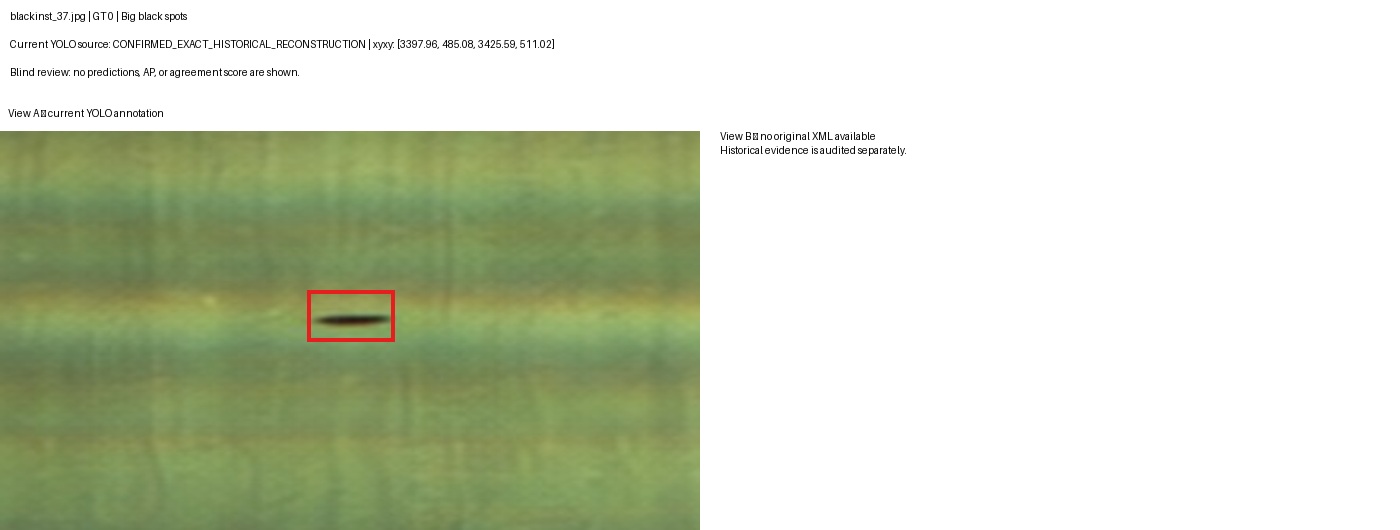 blackinst_37.jpg | GT 0 | Big black spots
Current YOLO source: CONFIRMED_EXACT_HISTORICAL_RECONSTRUCTION | xyxy: [3397.96, 485.08, 3425.59, 511.02]
Blind review: no predictions, AP, or agreement score are shown.
View A▯ current YOLO annotation
View B▯ no original XML available
Historical evidence is audited separately.